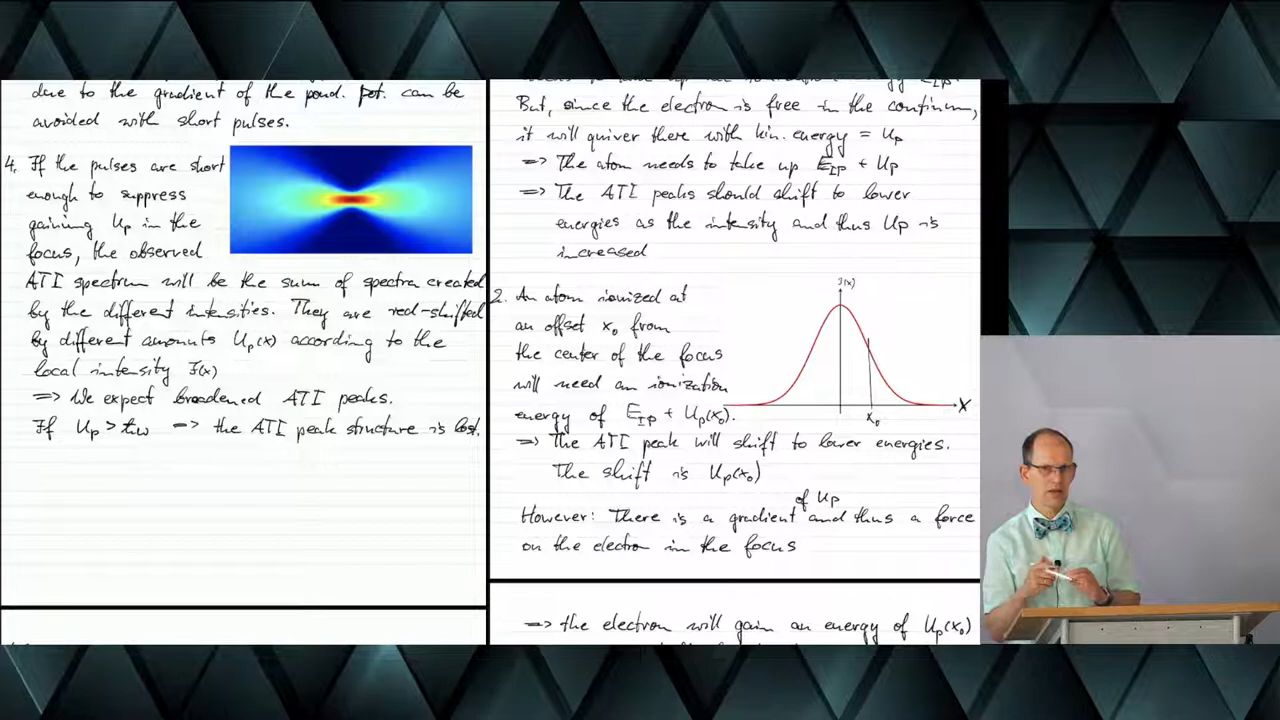 due to the gradient of the pond. pot. can be
avoided with short pulses.
4. If the pulses are short
enough to suppress
gaining Up in the
focus, the observed
ATI spectrum will be the sum of spectra created
by the different intensities. They are red-shifted
by different amounts Up(x) according to the
local intensity I(x)
=> We expect broadened ATI peaks.
If Up > ħω => the ATI peak structure is lost.
But, since the electron is free in the continuum,
it will quiver there with kin. energy = Up
=> The atom needs to take up E_IP + Up
=> The ATI peaks should shift to lower
energies as the intensity and thus Up is
increased
2. An atom ionized at
an offset x₀ from
the center of the focus
will need an ionization
energy of E_IP + Up(x₀).
I(x)
x
x₀
=> The ATI peak will shift to lower energies.
The shift is Up(x₀)
However: There is a gradient of Up and thus a force
on the electron in the focus
=> the electron will gain an energy of Up(x₀)